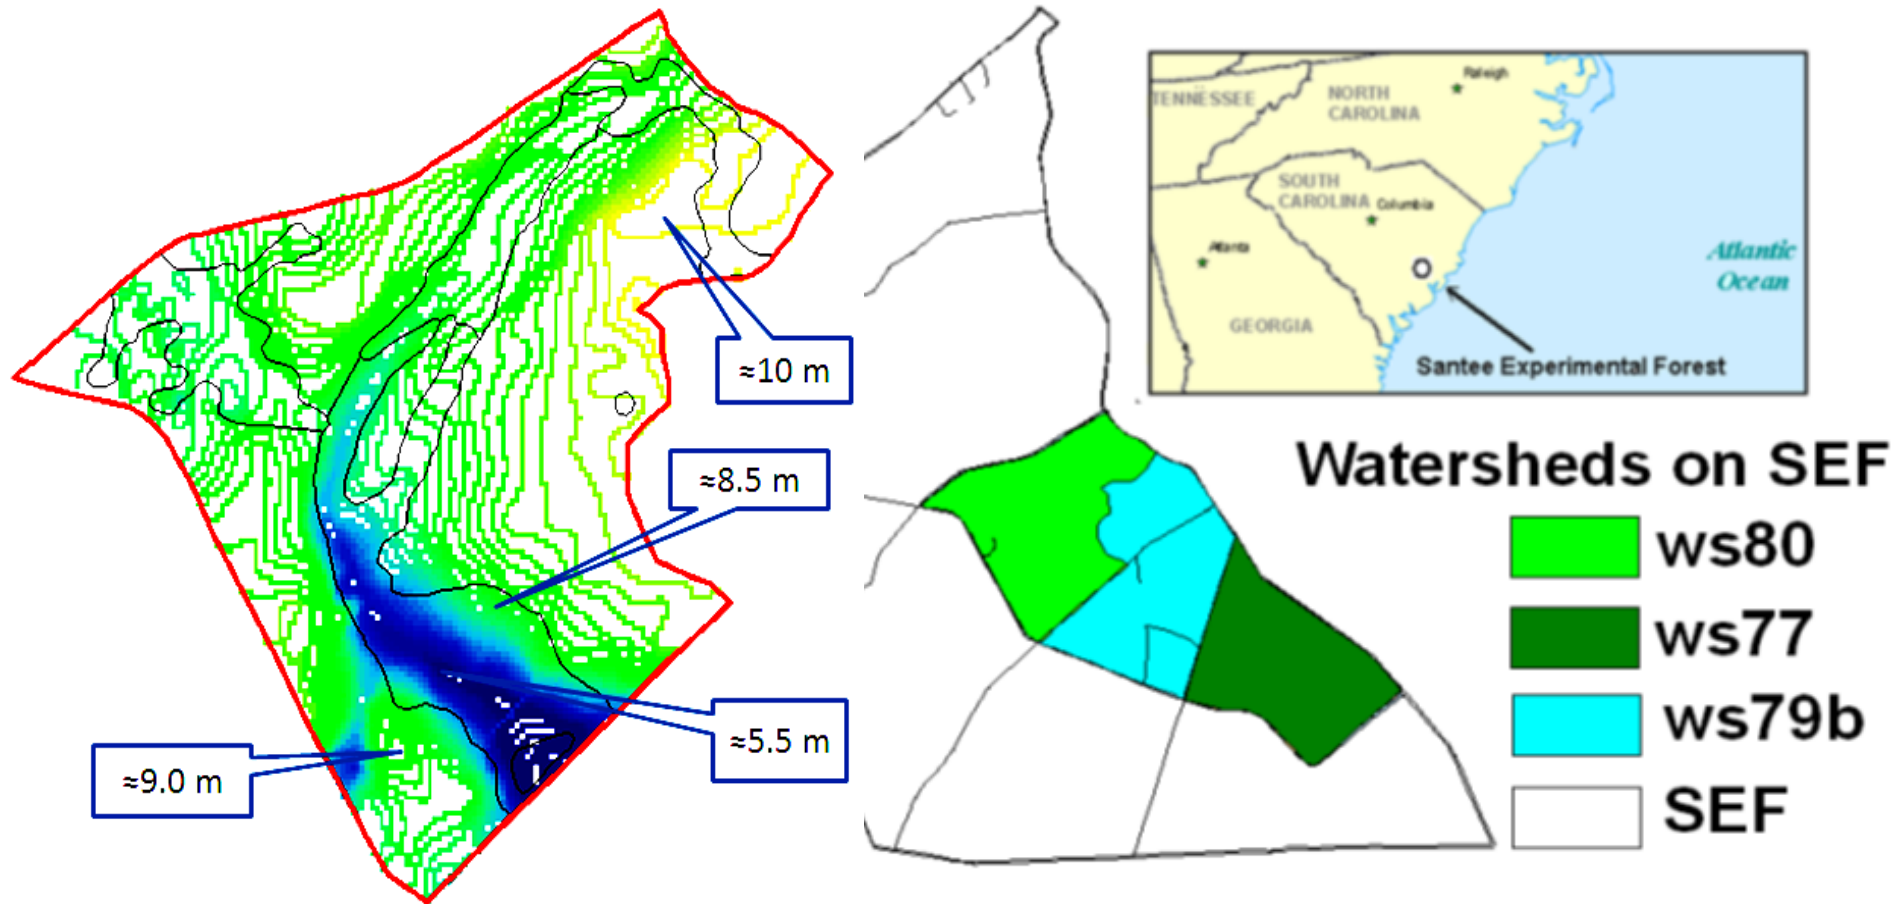 ≈10 m
≈8.5 m
≈5.5 m
≈9.0 m
TENNESSEE
NORTH
CAROLINA
Raleigh
SOUTH
CAROLINA
Columbia
Atlanta
GEORGIA
Atlantic
Ocean
Santee Experimental Forest
Watersheds on SEF
ws80
ws77
ws79b
SEF